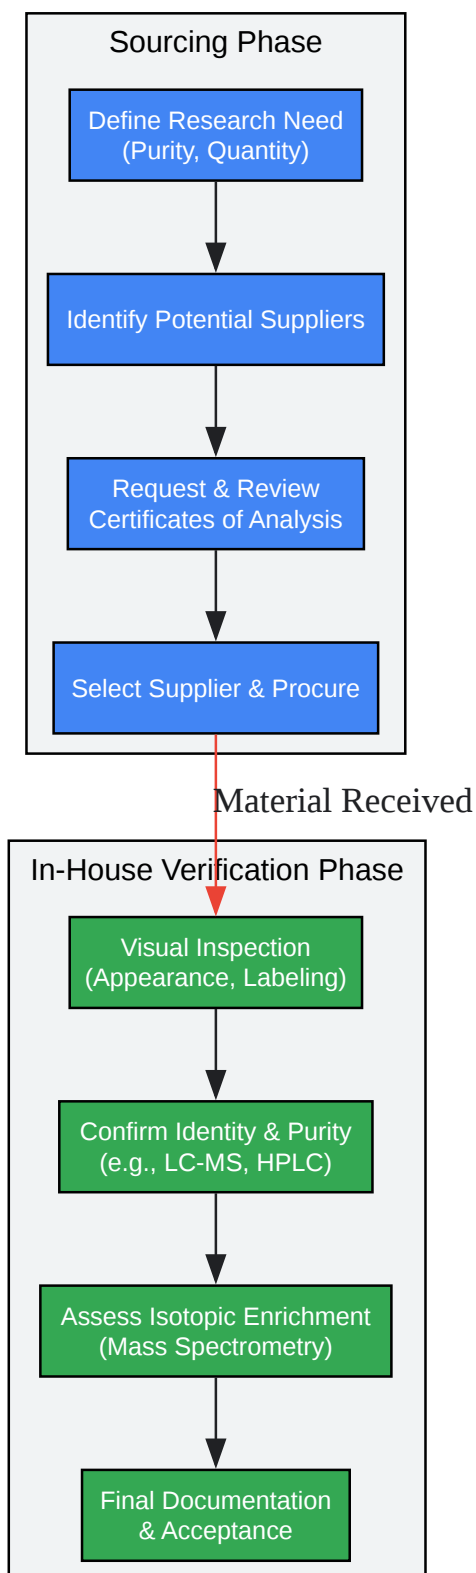 Sourcing Phase
Define Research Need
(Purity, Quantity)
Identify Potential Suppliers
Request & Review
Certificates of Analysis
Select Supplier & Procure
Material Received
In-House Verification Phase
Visual Inspection
(Appearance, Labeling)
Confirm Identity & Purity
(e.g., LC-MS, HPLC)
Assess Isotopic Enrichment
(Mass Spectrometry)
Final Documentation
& Acceptance